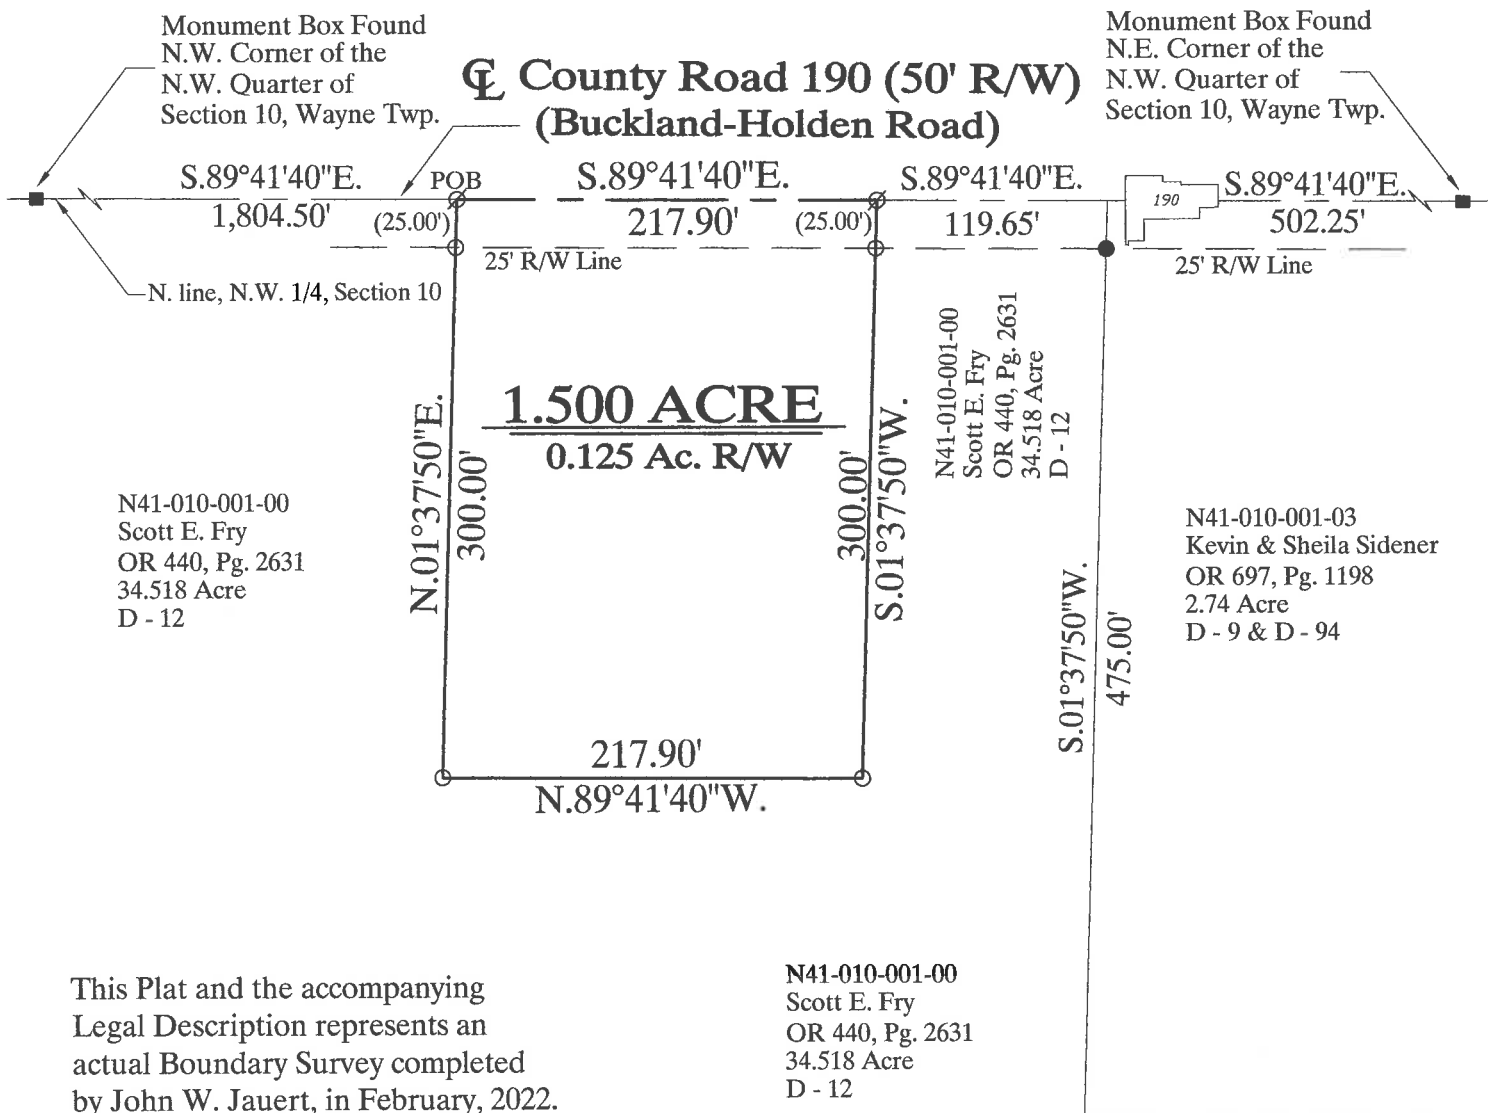 Monument Box Found
N.W. Corner of the
N.W. Quarter of
Section 10, Wayne Twp.
℄ County Road 190 (50' R/W)
(Buckland-Holden Road)
Monument Box Found
N.E. Corner of the
N.W. Quarter of
Section 10, Wayne Twp.
S.89°41'40"E.
1,804.50'
POB
(25.00')
S.89°41'40"E.
217.90'
(25.00')
S.89°41'40"E.
119.65'
190
S.89°41'40"E.
502.25'
25' R/W Line
25' R/W Line
N. line, N.W. 1/4, Section 10
1.500 ACRE
0.125 Ac. R/W
N.01°37'50"E.
300.00'
300.00'
S.01°37'50"W.
N41-010-001-00
Scott E. Fry
OR 440, Pg. 2631
34.518 Acre
D - 12
N41-010-001-00
Scott E. Fry
OR 440, Pg. 2631
34.518 Acre
D - 12
S.01°37'50"W.
475.00'
N41-010-001-03
Kevin & Sheila Sidener
OR 697, Pg. 1198
2.74 Acre
D - 9 & D - 94
217.90'
N.89°41'40"W.
This Plat and the accompanying
Legal Description represents an
actual Boundary Survey completed
by John W. Jauert, in February, 2022.
N41-010-001-00
Scott E. Fry
OR 440, Pg. 2631
34.518 Acre
D - 12